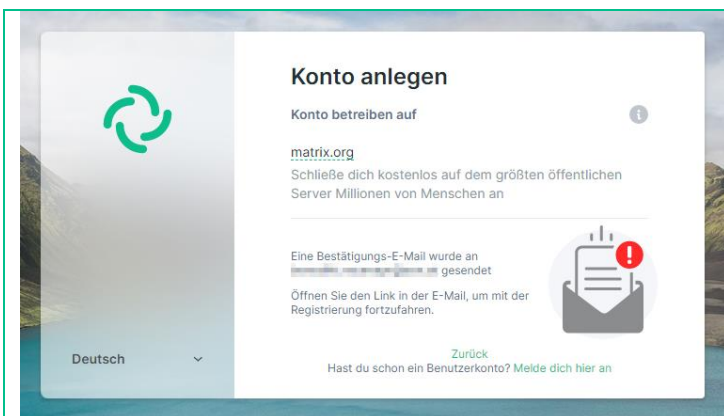 Konto anlegen
Konto betreiben auf
matrix.org
Schließe dich kostenlos auf dem größten öffentlichen
Server Millionen von Menschen an
Eine Bestätigungs-E-Mail wurde an
gesendet
Öffnen Sie den Link in der E-Mail, um mit der
Registrierung fortzufahren.
Deutsch
Zurück
Hast du schon ein Benutzerkonto? Melde dich hier an